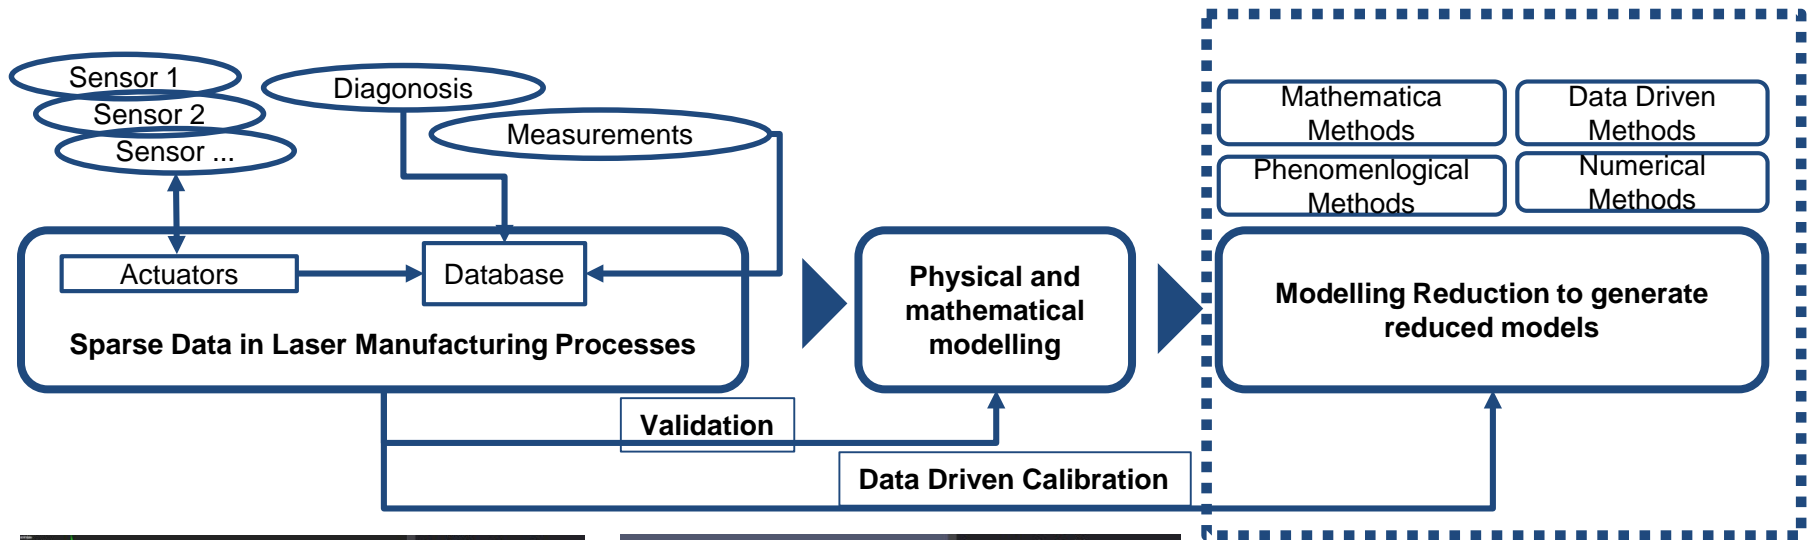 Sensor 1
Sensor 2
Sensor ...
Diagonosis
Measurements
Actuators
Database
Sparse Data in Laser Manufacturing Processes
Physical and
mathematical
modelling
Mathematica
Methods
Data Driven
Methods
Phenomenlogical
Methods
Numerical
Methods
Modelling Reduction to generate
reduced models
Validation
Data Driven Calibration